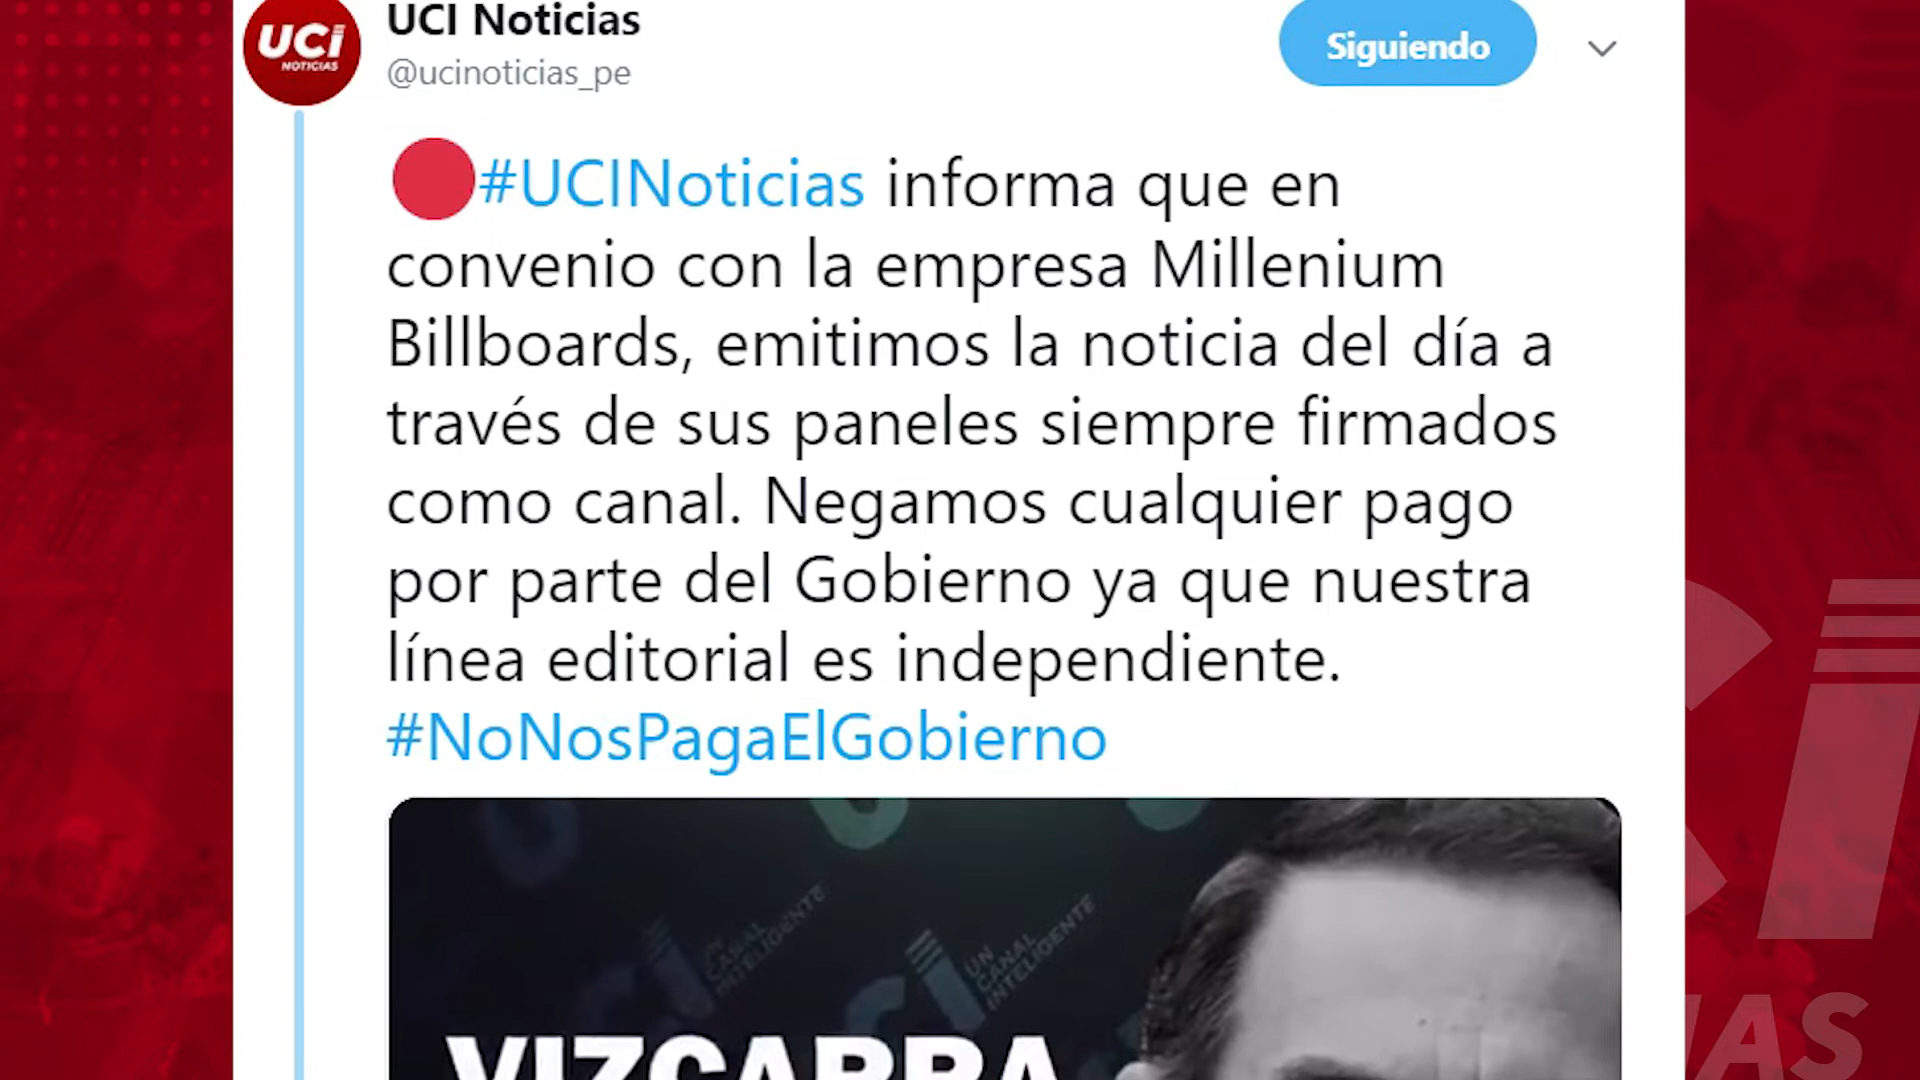 UCI Noticias
UCI
NOTICIAS
@ucinoticias_pe
Siguiendo
#UCINoticias informa que en
convenio con la empresa Millenium
Billboards, emitimos la noticia del día a
través de sus paneles siempre firmados
como canal. Negamos cualquier pago
por parte del Gobierno ya que nuestra
línea editorial es independiente.
#NoNosPagaElGobierno
UN
CANAL
INTELIGENTE
UN
CANAL
INTELIGENTE
VIZCARRA